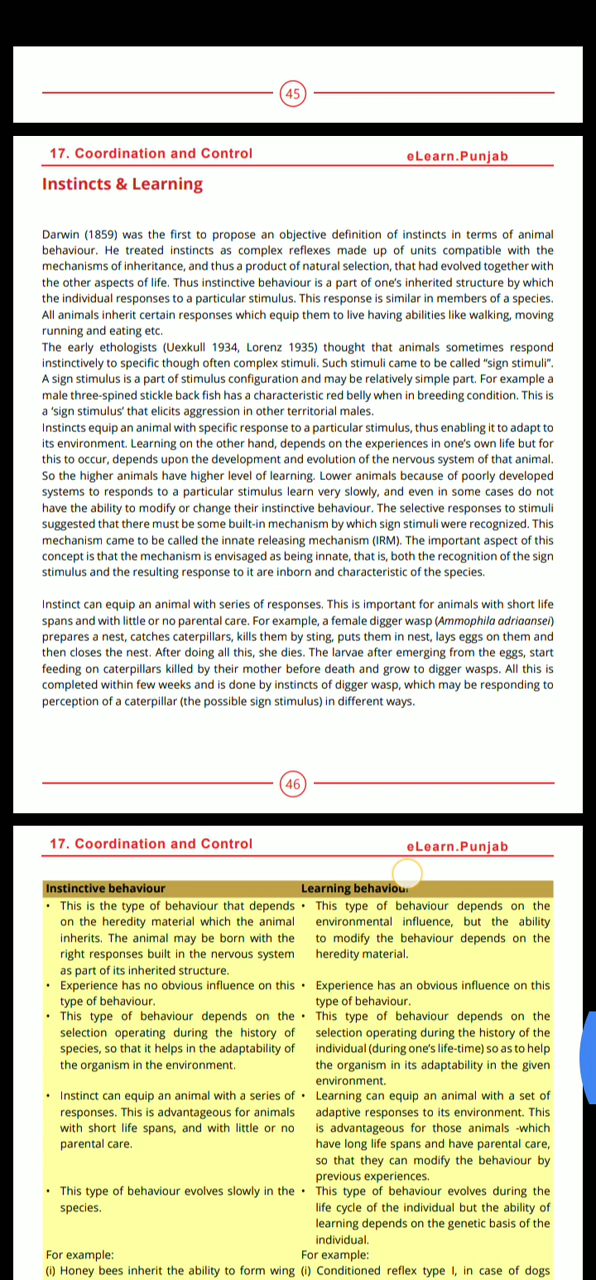 45
17. Coordination and Control
eLearn.Punjab
Instincts & Learning
Darwin (1859) was the first to propose an objective definition of instincts in terms of animal
behaviour. He treated instincts as complex reflexes made up of units compatible with the
mechanisms of inheritance, and thus a product of natural selection, that had evolved together with
the other aspects of life. Thus instinctive behaviour is a part of one's inherited structure by which
the individual responses to a particular stimulus. This response is similar in members of a species.
All animals inherit certain responses which equip them to live having abilities like walking, moving
running and eating etc.
The early ethologists (Uexkull 1934, Lorenz 1935) thought that animals sometimes respond
instinctively to specific though often complex stimuli. Such stimuli came to be called “sign stimuli”.
A sign stimulus is a part of stimulus configuration and may be relatively simple part. For example a
male three-spined stickle back fish has a characteristic red belly when in breeding condition. This is
a ‘sign stimulus’ that elicits aggression in other territorial males.
Instincts equip an animal with specific response to a particular stimulus, thus enabling it to adapt to
its environment. Learning on the other hand, depends on the experiences in one's own life but for
this to occur, depends upon the development and evolution of the nervous system of that animal.
So the higher animals have higher level of learning. Lower animals because of poorly developed
systems to responds to a particular stimulus learn very slowly, and even in some cases do not
have the ability to modify or change their instinctive behaviour. The selective responses to stimuli
suggested that there must be some built-in mechanism by which sign stimuli were recognized. This
mechanism came to be called the innate releasing mechanism (IRM). The important aspect of this
concept is that the mechanism is envisaged as being innate, that is, both the recognition of the sign
stimulus and the resulting response to it are inborn and characteristic of the species.
Instinct can equip an animal with series of responses. This is important for animals with short life
spans and with little or no parental care. For example, a female digger wasp (Ammophila adriaansei)
prepares a nest, catches caterpillars, kills them by sting, puts them in nest, lays eggs on them and
then closes the nest. After doing all this, she dies. The larvae after emerging from the eggs, start
feeding on caterpillars killed by their mother before death and grow to digger wasps. All this is
completed within few weeks and is done by instincts of digger wasp, which may be responding to
perception of a caterpillar (the possible sign stimulus) in different ways.
46
17. Coordination and Control
eLearn.Punjab
Instinctive behaviour
• This is the type of behaviour that depends
on the heredity material which the animal
inherits. The animal may be born with the
right responses built in the nervous system
as part of its inherited structure.
• Experience has no obvious influence on this
type of behaviour.
• This type of behaviour depends on the
selection operating during the history of
species, so that it helps in the adaptability of
the organism in the environment.
• Instinct can equip an animal with a series of
responses. This is advantageous for animals
with short life spans, and with little or no
parental care.
• This type of behaviour evolves slowly in the
species.
For example:
(i) Honey bees inherit the ability to form wing
Learning behaviour
• This type of behaviour depends on the
environmental influence, but the ability
to modify the behaviour depends on the
heredity material.
• Experience has an obvious influence on this
type of behaviour.
• This type of behaviour depends on the
selection operating during the history of the
individual (during one's life-time) so as to help
the organism in its adaptability in the given
environment.
• Learning can equip an animal with a set of
adaptive responses to its environment. This
is advantageous for those animals -which
have long life spans and have parental care,
so that they can modify the behaviour by
previous experiences.
• This type of behaviour evolves during the
life cycle of the individual but the ability of
learning depends on the genetic basis of the
individual.
For example:
(i) Conditioned reflex type I, in case of dogs